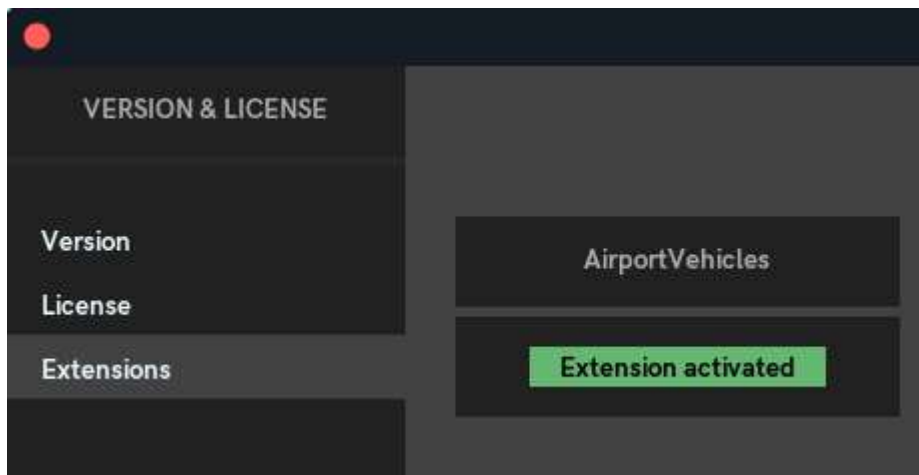 VERSION & LICENSE
Version
License
Extensions
AirportVehicles
Extension activated